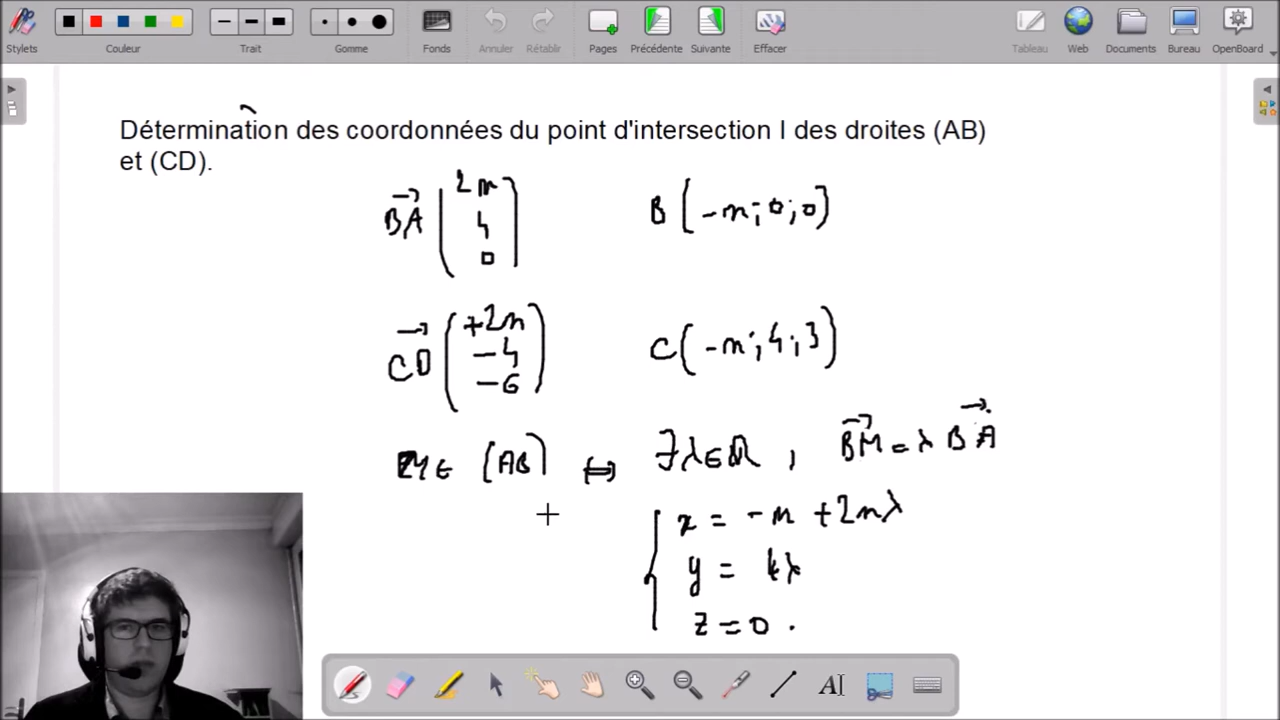 Stylets Couleur Trait Gomme Fonds Annuler Rétablir Pages Précédente Suivante Effacer Tableau Web Documents Bureau OpenBoard
Détermination des coordonnées du point d'intersection I des droites (AB)
et (CD).
BA (2m
4
0)
B (-m; 0; 0)
CD (+2m
-4
-6)
C (-m; 4; 3)
M ∈ (AB) ⇔ ∃λ∈ℝ, BM = λ BA
x = -m + 2mλ
y = 4λ
z = 0.
AI